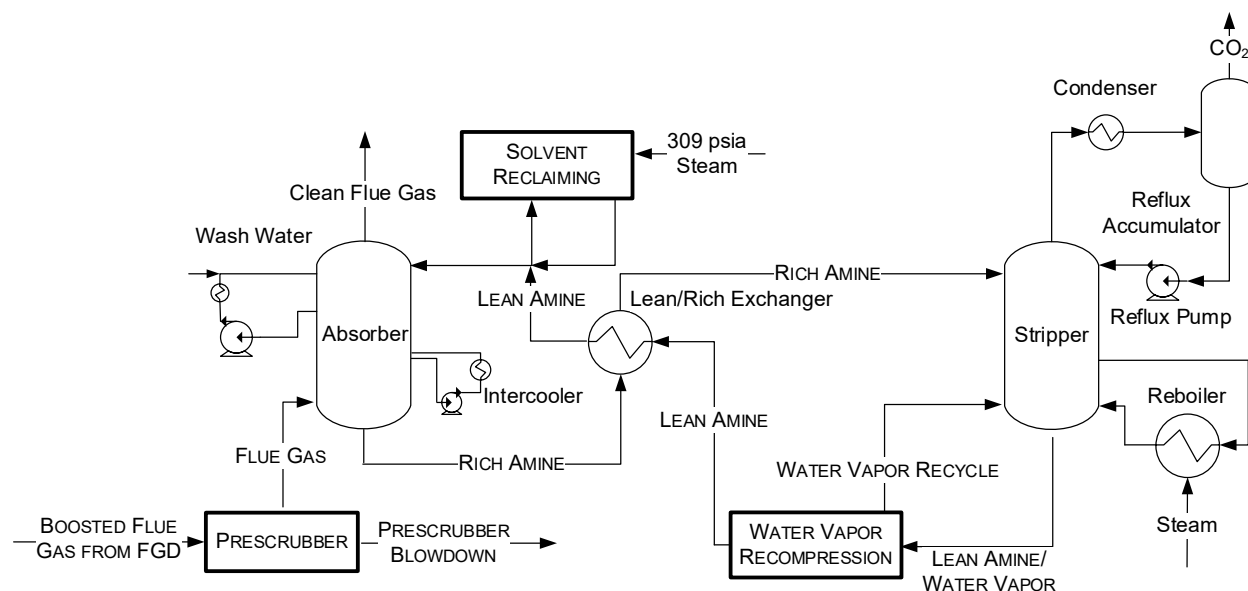 CO2
Condenser
309 psia
Steam
SOLVENT
RECLAIMING
Clean Flue Gas
Reflux
Accumulator
Wash Water
RICH AMINE
LEAN AMINE
Lean/Rich Exchanger
Reflux Pump
Absorber
Stripper
Intercooler
Reboiler
LEAN AMINE
FLUE GAS
RICH AMINE
WATER VAPOR RECYCLE
BOOSTED FLUE
GAS FROM FGD
PRESCRUBBER
PRESCRUBBER
BLOWDOWN
WATER VAPOR
RECOMPRESSION
Steam
LEAN AMINE/
WATER VAPOR